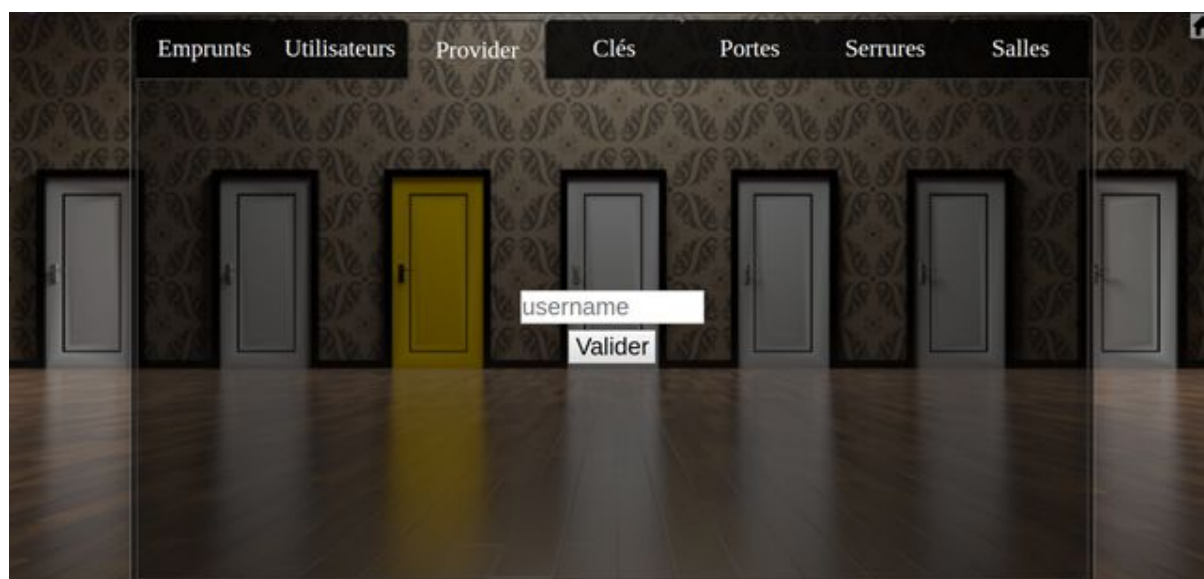 Emprunts Utilisateurs Provider Clés Portes Serrures Salles
username
Valider